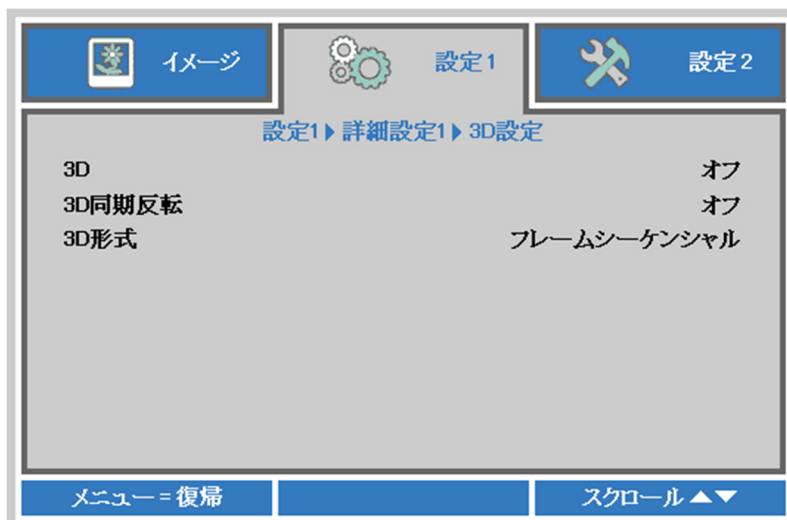 イメージ 設定1 設定2
設定1▶詳細設定1▶3D設定
3D オフ
3D同期反転 オフ
3D形式 フレームシーケンシャル
メニュー=復帰 スクロール▲▼